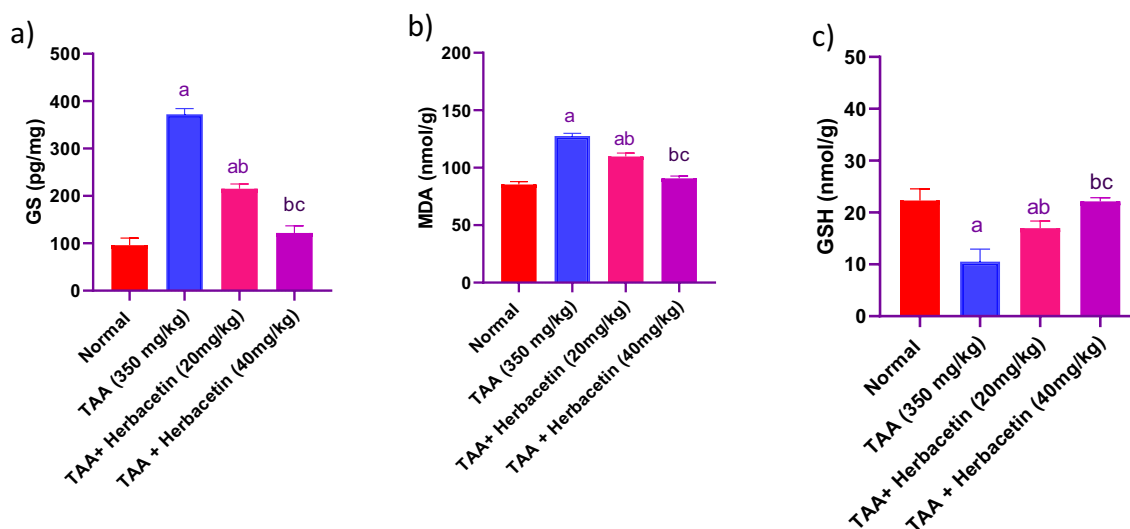 a)
GS (pg/mg)
500
400
300
200
100
0
a
ab
bc
Normal
TAA (350 mg/kg)
TAA+ Herbacetin (20mg/kg)
TAA + Herbacetin (40mg/kg)
b)
MDA (nmol/g)
200
150
100
50
0
a
ab
bc
Normal
TAA (350 mg/kg)
TAA+ Herbacetin (20mg/kg)
TAA + Herbacetin (40mg/kg)
c)
GSH (nmol/g)
50
40
30
20
10
0
a
ab
bc
Normal
TAA (350 mg/kg)
TAA+ Herbacetin (20mg/kg)
TAA + Herbacetin (40mg/kg)